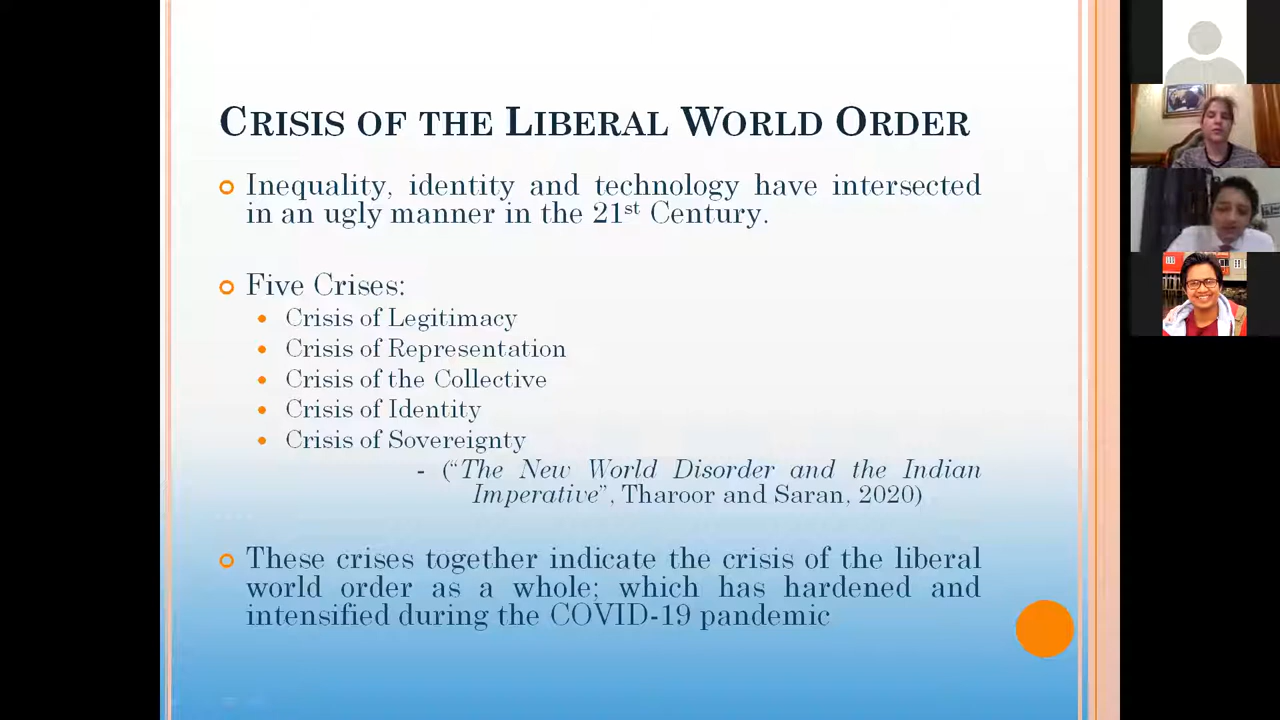 CRISIS OF THE LIBERAL WORLD ORDER
Inequality, identity and technology have intersected
in an ugly manner in the 21st Century.
Five Crises:
Crisis of Legitimacy
Crisis of Representation
Crisis of the Collective
Crisis of Identity
Crisis of Sovereignty
- (“The New World Disorder and the Indian
Imperative”, Tharoor and Saran, 2020)
These crises together indicate the crisis of the liberal
world order as a whole; which has hardened and
intensified during the COVID-19 pandemic